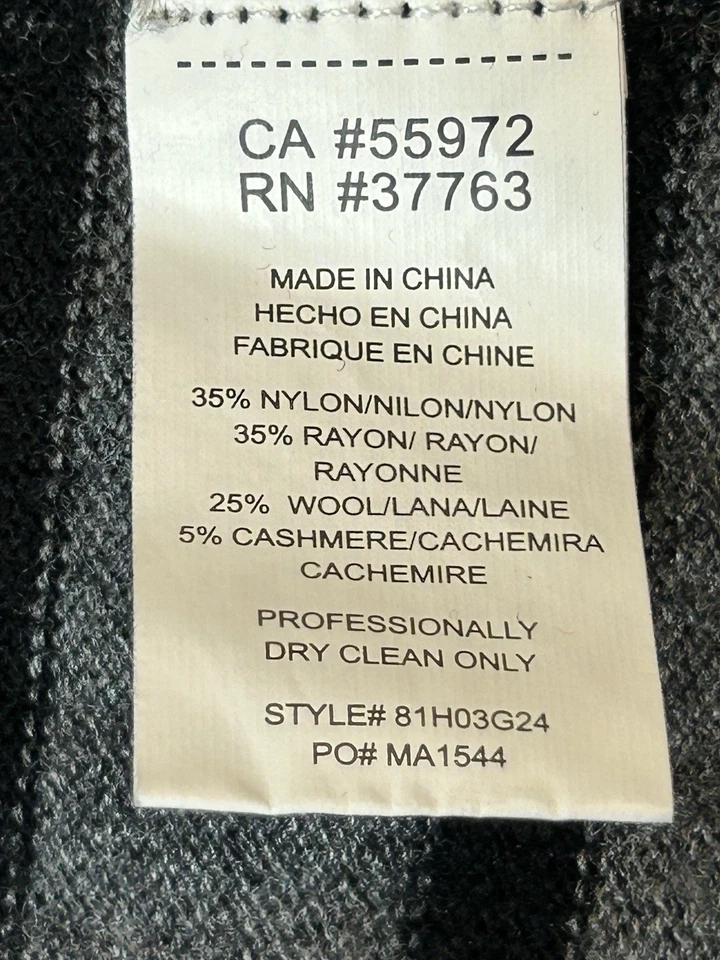 CA #55972
RN #37763
MADE IN CHINA
HECHO EN CHINA
FABRIQUE EN CHINE
35% NYLON/NILON/NYLON
35% RAYON/ RAYON/
RAYONNE
25% WOOL/LANA/LAINE
5% CASHMERE/CACHEMIRA
CACHEMIRE
PROFESSIONALLY
DRY CLEAN ONLY
STYLE# 81H03G24
PO# MA1544